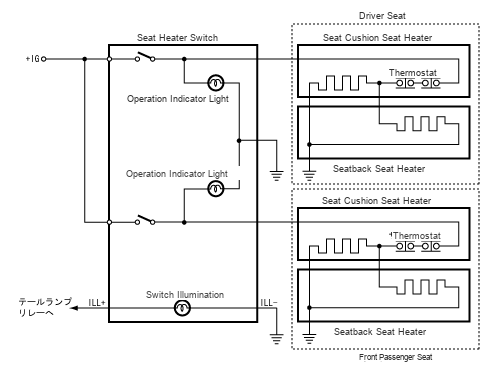 Driver Seat
Seat Heater Switch
Seat Cushion Seat Heater
+IG
Thermostat
Operation Indicator Light
Seatback Seat Heater
Operation Indicator Light
Seat Cushion Seat Heater
Thermostat
Switch Illumination
テールランプ
リレーへ
ILL+
ILL−
Seatback Seat Heater
Front Passenger Seat